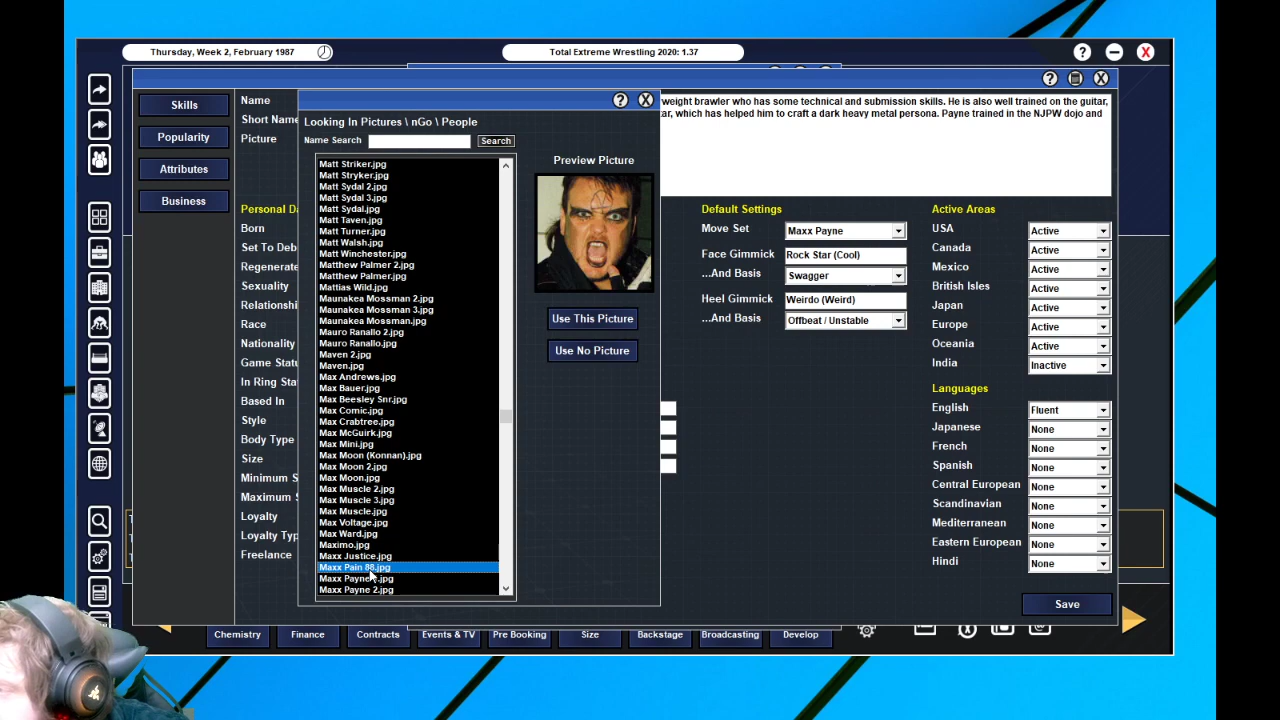 Thursday, Week 2, February 1987
Total Extreme Wrestling 2020: 1.37
Skills
Popularity
Attributes
Business
Name
Short Name
Picture
Looking In Pictures \ nGo \ People
Name Search
Search
Matt Striker.jpg
Matt Stryker.jpg
Matt Sydal 2.jpg
Matt Sydal 3.jpg
Matt Sydal.jpg
Matt Taven.jpg
Matt Turner.jpg
Matt Walsh.jpg
Matt Winchester.jpg
Matthew Palmer 2.jpg
Matthew Palmer.jpg
Mattias Wild.jpg
Maunakea Mossman 2.jpg
Maunakea Mossman 3.jpg
Maunakea Mossman.jpg
Mauro Ranallo 2.jpg
Mauro Ranallo.jpg
Maven 2.jpg
Maven.jpg
Max Andrews.jpg
Max Bauer.jpg
Max Beesley Snr.jpg
Max Comic.jpg
Max Crabtree.jpg
Max McGuirk.jpg
Max Mini.jpg
Max Moon (Konnan).jpg
Max Moon 2.jpg
Max Moon.jpg
Max Muscle 2.jpg
Max Muscle 3.jpg
Max Muscle.jpg
Max Voltage.jpg
Max Ward.jpg
Maximo.jpg
Maxx Justice.jpg
Maxx Pain 88.jpg
Maxx Payne
Maxx Payne 2.jpg
Preview Picture
Use This Picture
Use No Picture
weight brawler who has some technical and submission skills. He is also well trained on the guitar,
ar, which has helped him to craft a dark heavy metal persona. Payne trained in the NJPW dojo and
Personal Da
Born
Set To Deb
Regenerate
Sexuality
Relationshi
Race
Nationality
Game Statu
In Ring Sta
Based In
Style
Body Type
Size
Minimum S
Maximum S
Loyalty
Loyalty Typ
Freelance
Default Settings
Move Set
Maxx Payne
Face Gimmick
Rock Star (Cool)
...And Basis
Swagger
Heel Gimmick
Weirdo (Weird)
...And Basis
Offbeat / Unstable
Active Areas
USA
Active
Canada
Active
Mexico
Active
British Isles
Active
Japan
Active
Europe
Active
Oceania
Active
India
Inactive
Languages
English
Fluent
Japanese
None
French
None
Spanish
None
Central European
None
Scandinavian
None
Mediterranean
None
Eastern European
None
Hindi
None
Save
Chemistry
Finance
Contracts
Events & TV
Pre Booking
Size
Backstage
Broadcasting
Develop